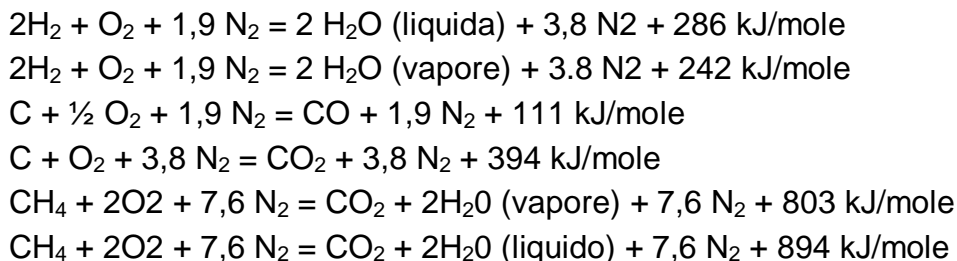 2H₂ + O₂ + 1,9 N₂ = 2 H₂O (liquida) + 3,8 N2 + 286 kJ/mole
2H₂ + O₂ + 1,9 N₂ = 2 H₂O (vapore) + 3.8 N2 + 242 kJ/mole
C + ½ O₂ + 1,9 N₂ = CO + 1,9 N₂ + 111 kJ/mole
C + O₂ + 3,8 N₂ = CO₂ + 3,8 N₂ + 394 kJ/mole
CH₄ + 2O2 + 7,6 N₂ = CO₂ + 2H₂0 (vapore) + 7,6 N₂ + 803 kJ/mole
CH₄ + 2O2 + 7,6 N₂ = CO₂ + 2H₂0 (liquido) + 7,6 N₂ + 894 kJ/mole